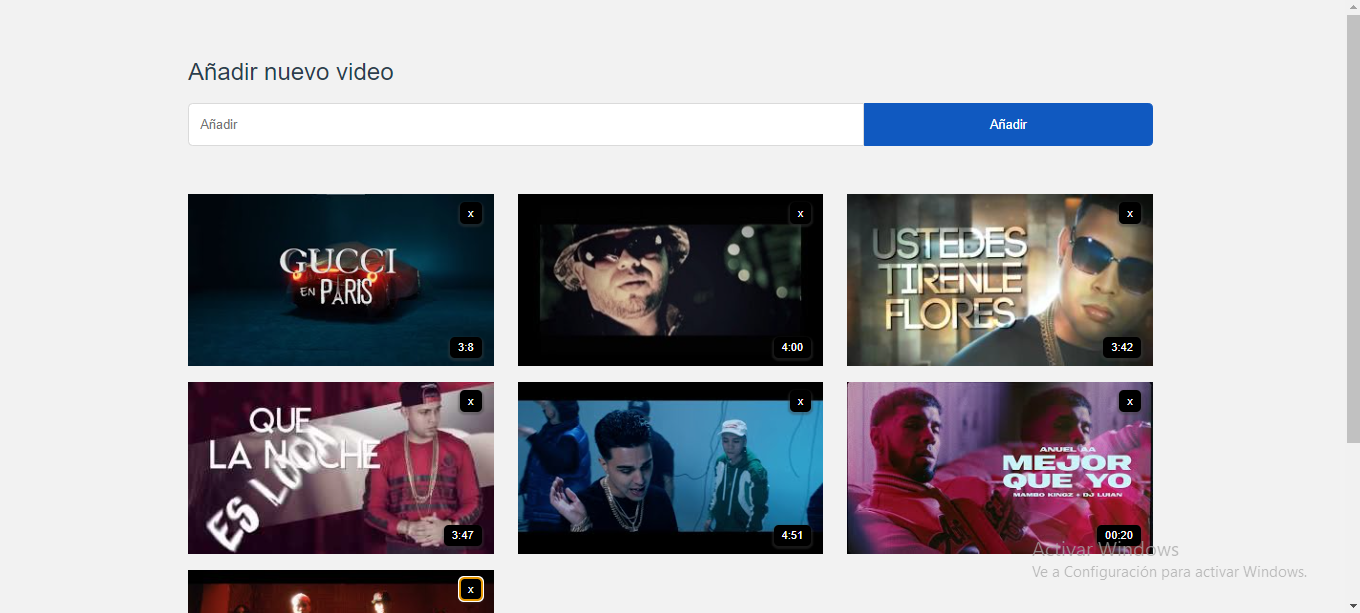 Añadir nuevo video
Añadir
Añadir
x
GUCCI
EN PARIS
3:8
x
4:00
x
USTEDES
TIRENLE
FLORES
3:42
x
QUE
LA NOCHE
ES LOLA
3:47
x
4:51
x
ANUEL AA
MEJOR
QUE YO
MAMBO KINGZ + DJ LUIAN
00:20
x
Activar Windows
Ve a Configuración para activar Windows.